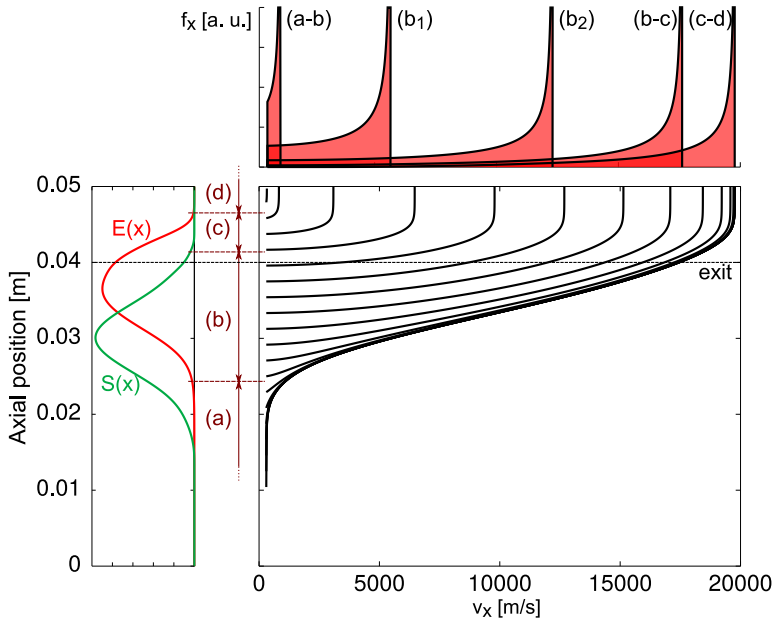 fx [a. u.] (a-b) (b1) (b2) (b-c) (c-d)
0.05
0.04
0.03
0.02
0.01
0
Axial position [m]
E(x)
S(x)
(d)
(c)
(b)
(a)
exit
0 5000 10000 15000 20000
vx [m/s]